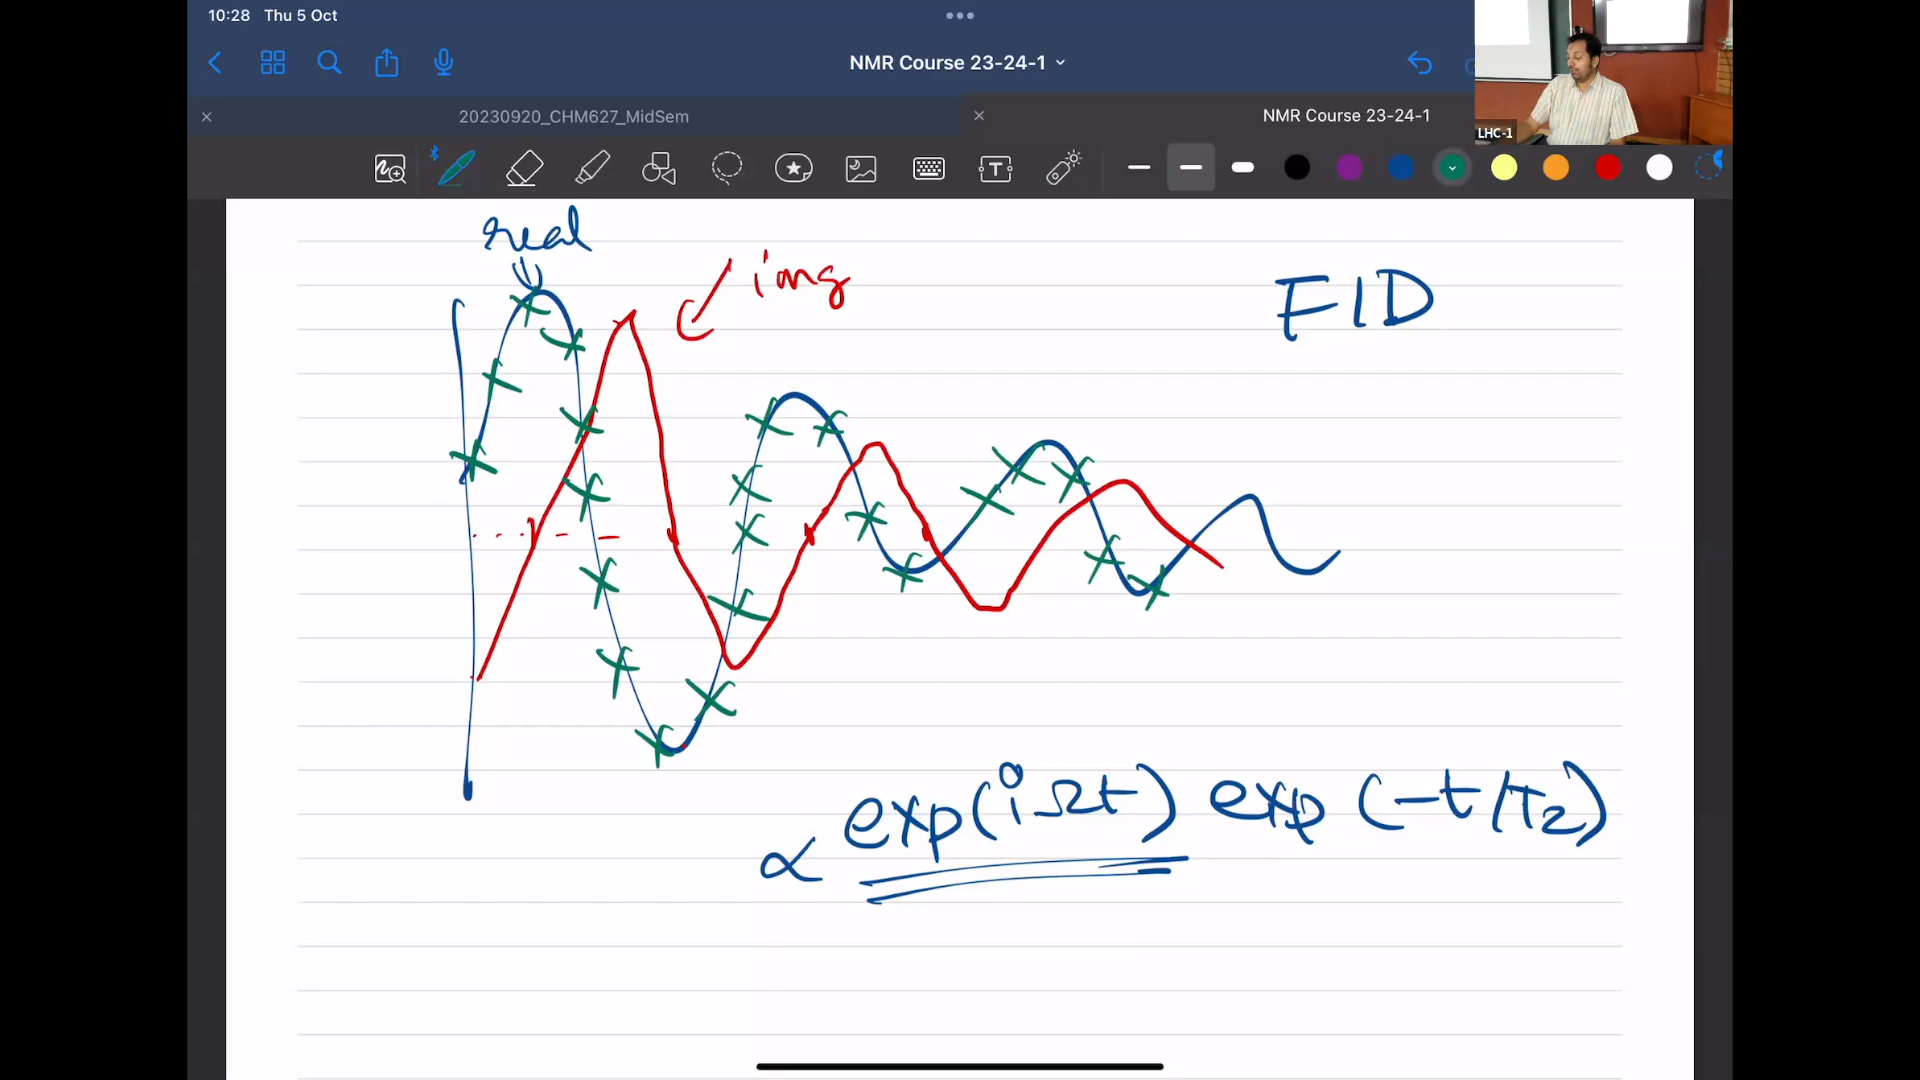 10:28 Thu 5 Oct
NMR Course 23-24-1
20230920_CHM627_MidSem
NMR Course 23-24-1
LHC-1
real
img
FID
∝ exp(iΩt) exp(-t/T2)